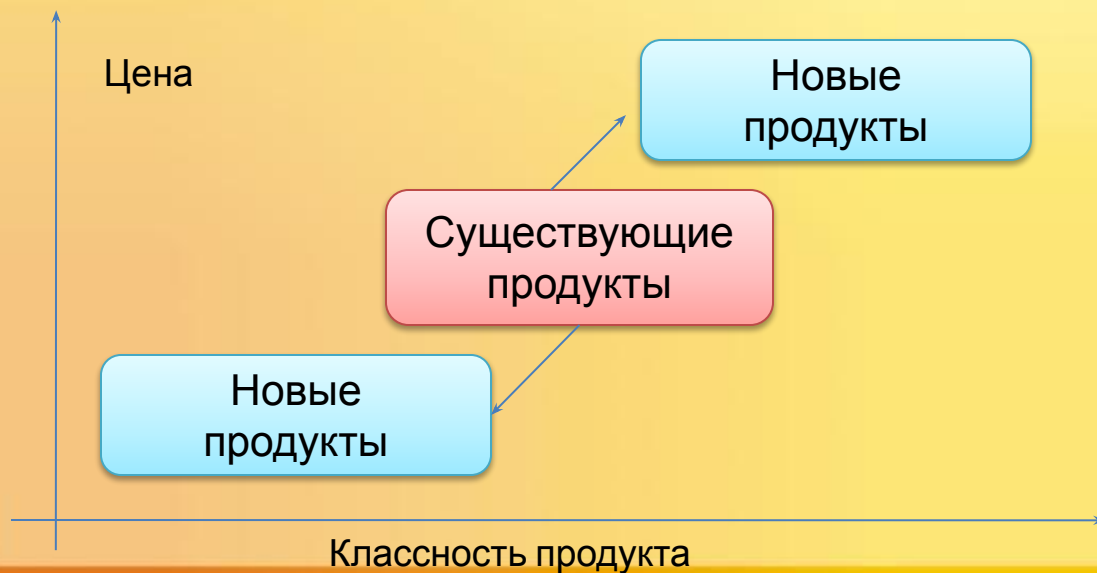 Цена
Новые
продукты
Существующие
продукты
Новые
продукты
Классность продукта